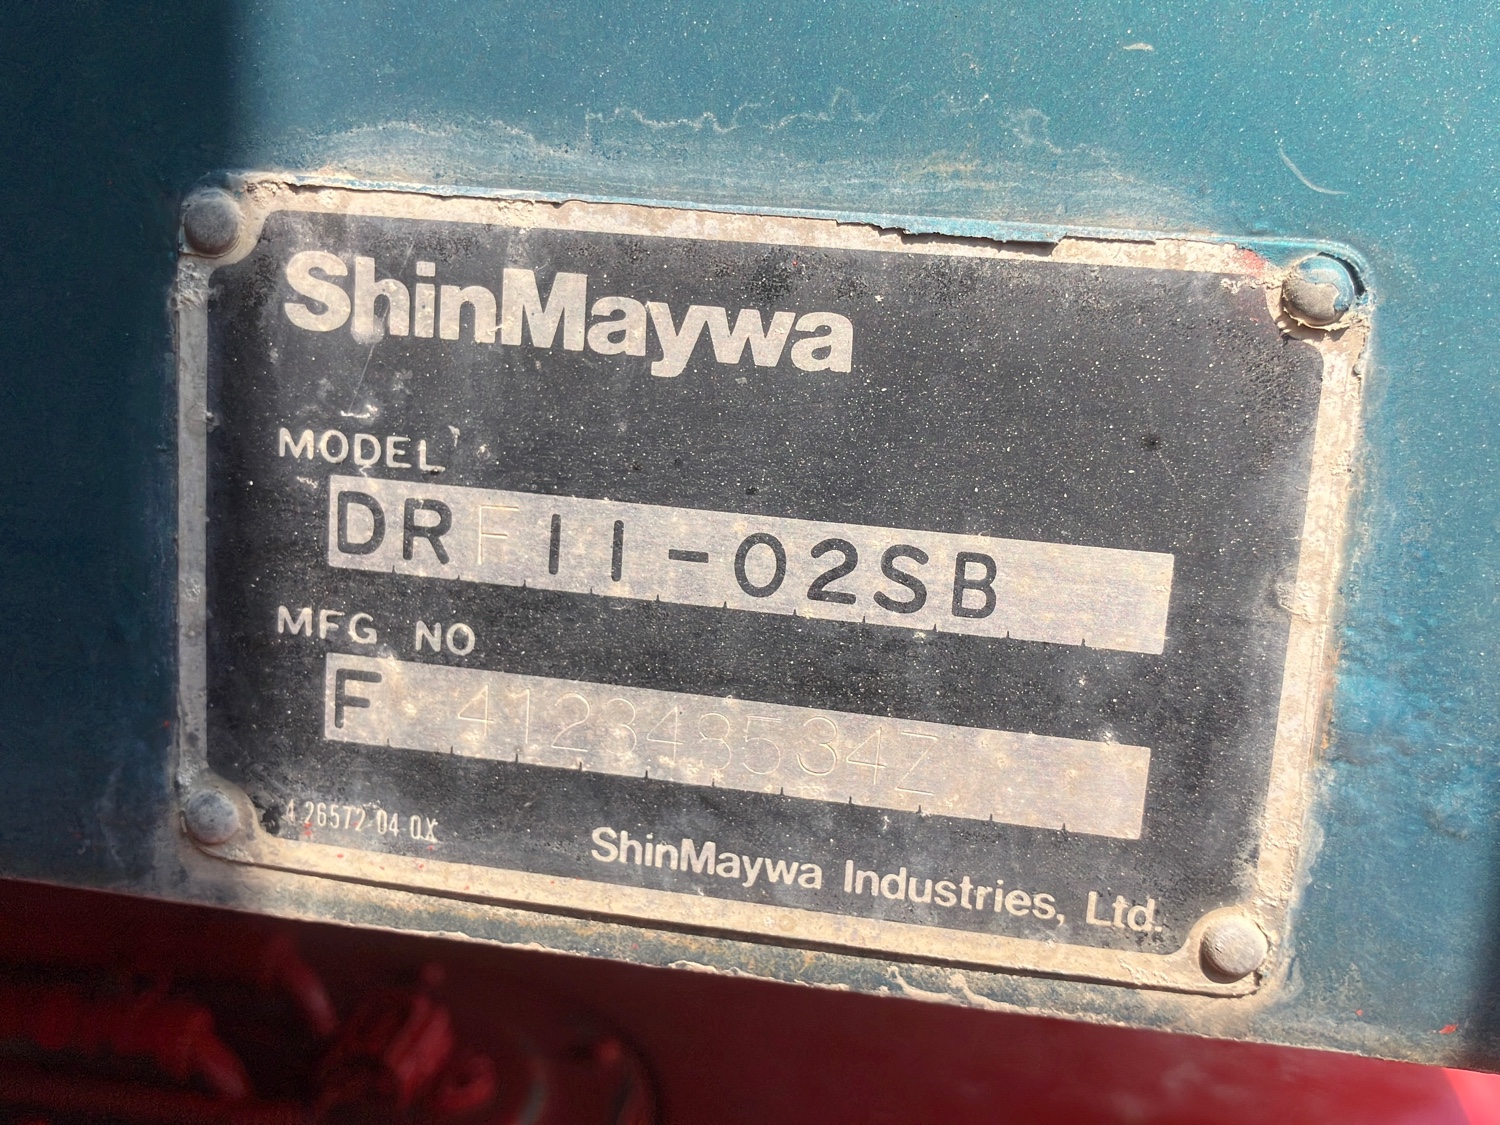 ShinMaywa
MODEL
DRF11-02SB
MFG NO
F 412348534Z
4 26572-04 0X
ShinMaywa Industries, Ltd.